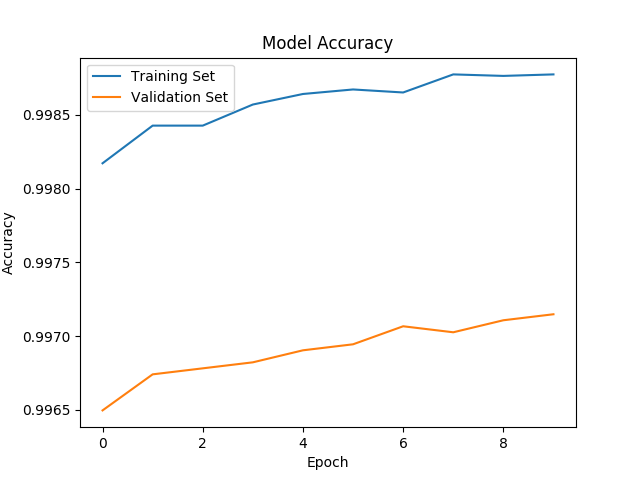 Model Accuracy
Training Set
Validation Set
0.9985
0.9980
0.9975
0.9970
0.9965
Accuracy
0 2 4 6 8
Epoch